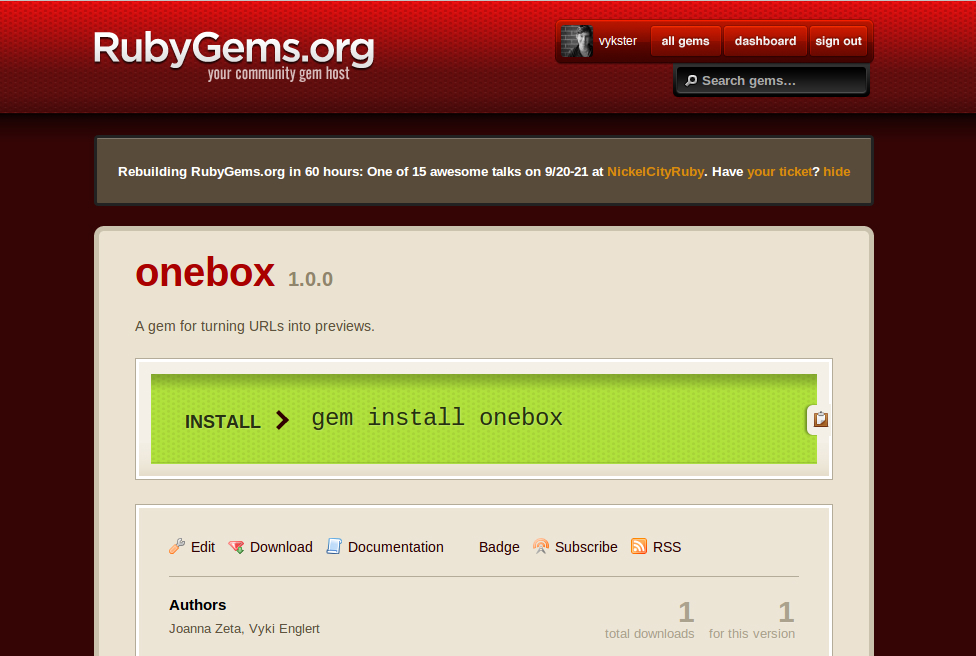 RubyGems.org
your community gem host
vykster all gems dashboard sign out
Search gems...
Rebuilding RubyGems.org in 60 hours: One of 15 awesome talks on 9/20-21 at NickelCityRuby. Have your ticket? hide
onebox 1.0.0
A gem for turning URLs into previews.
INSTALL gem install onebox
Edit Download Documentation Badge Subscribe RSS
Authors
Joanna Zeta, Vyki Englert
1 1
total downloads for this version